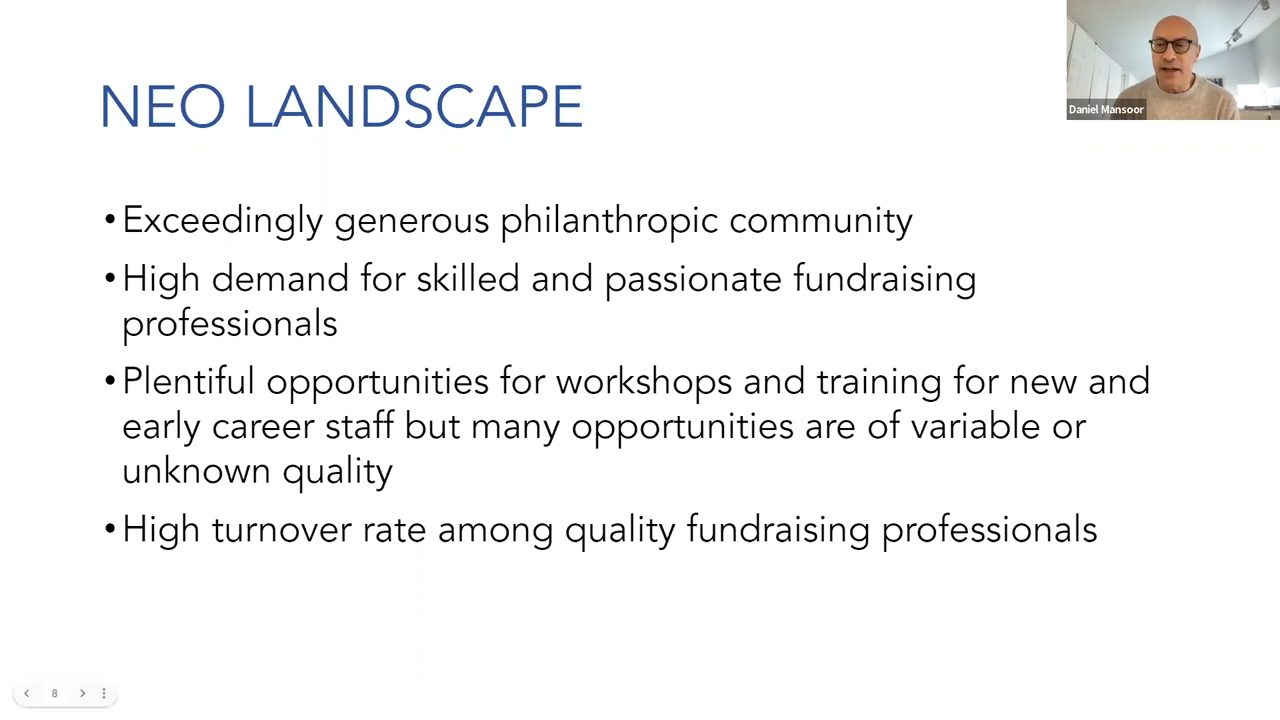 NEO LANDSCAPE
Daniel Mansoor
•Exceedingly generous philanthropic community
•High demand for skilled and passionate fundraising
professionals
•Plentiful opportunities for workshops and training for new and
early career staff but many opportunities are of variable or
unknown quality
•High turnover rate among quality fundraising professionals
8